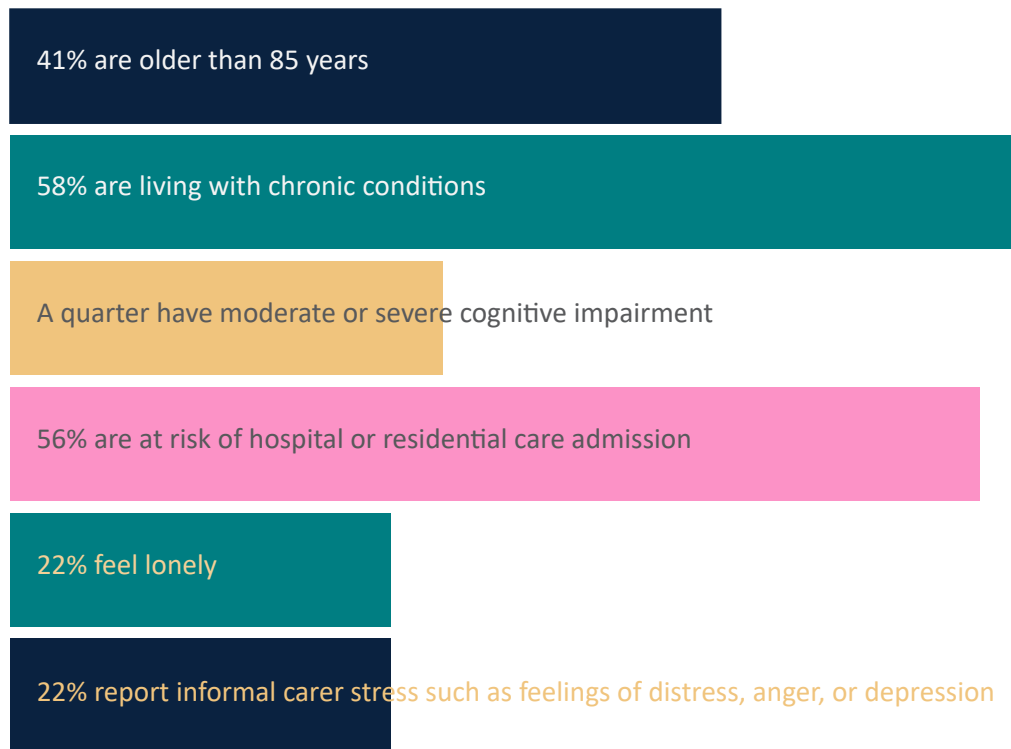 41% are older than 85 years
58% are living with chronic conditions
A quarter have moderate or severe cognitive impairment
56% are at risk of hospital or residential care admission
22% feel lonely
22% report informal carer stress such as feelings of distress, anger, or depression